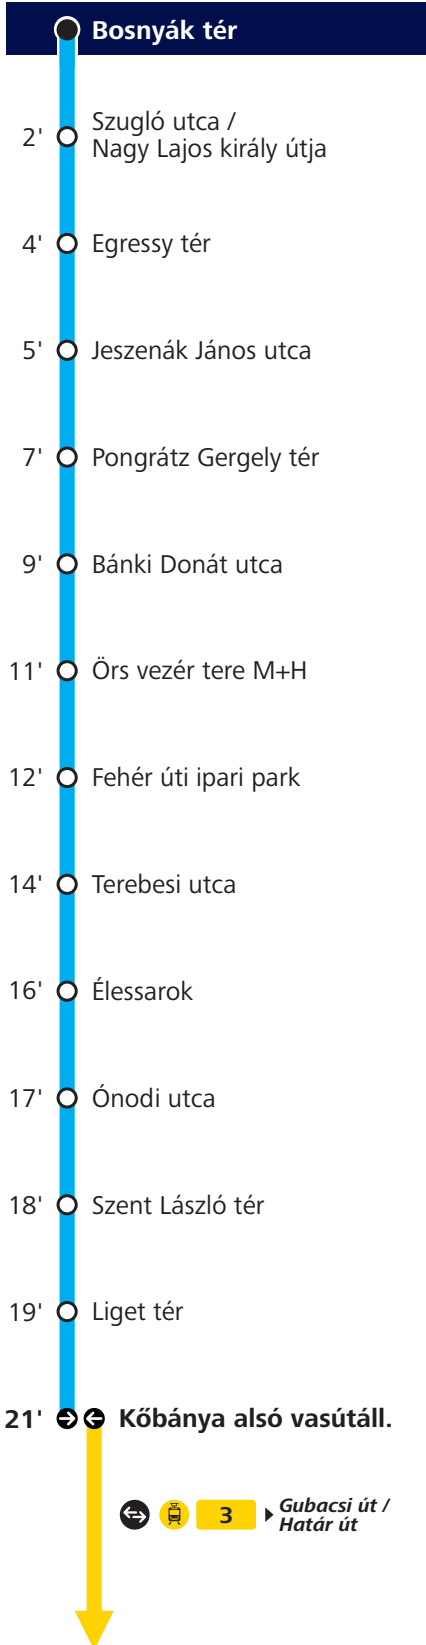 Bosnyák tér
2' Szugló utca /
Nagy Lajos király útja
4' Egressy tér
5' Jeszenák János utca
7' Pongrátz Gergely tér
9' Bánki Donát utca
11' Örs vezér tere M+H
12' Fehér úti ipari park
14' Terebesi utca
16' Élessarok
17' Ónodi utca
18' Szent László tér
19' Liget tér
21' Kőbánya alsó vasútáll.
3 Gubacsi út /
Határ út